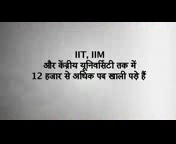 IIT, IIM
और केंद्रीय यूनिवर्सिटी तक में
12 हजार से अधिक पद खाली पड़े हैं